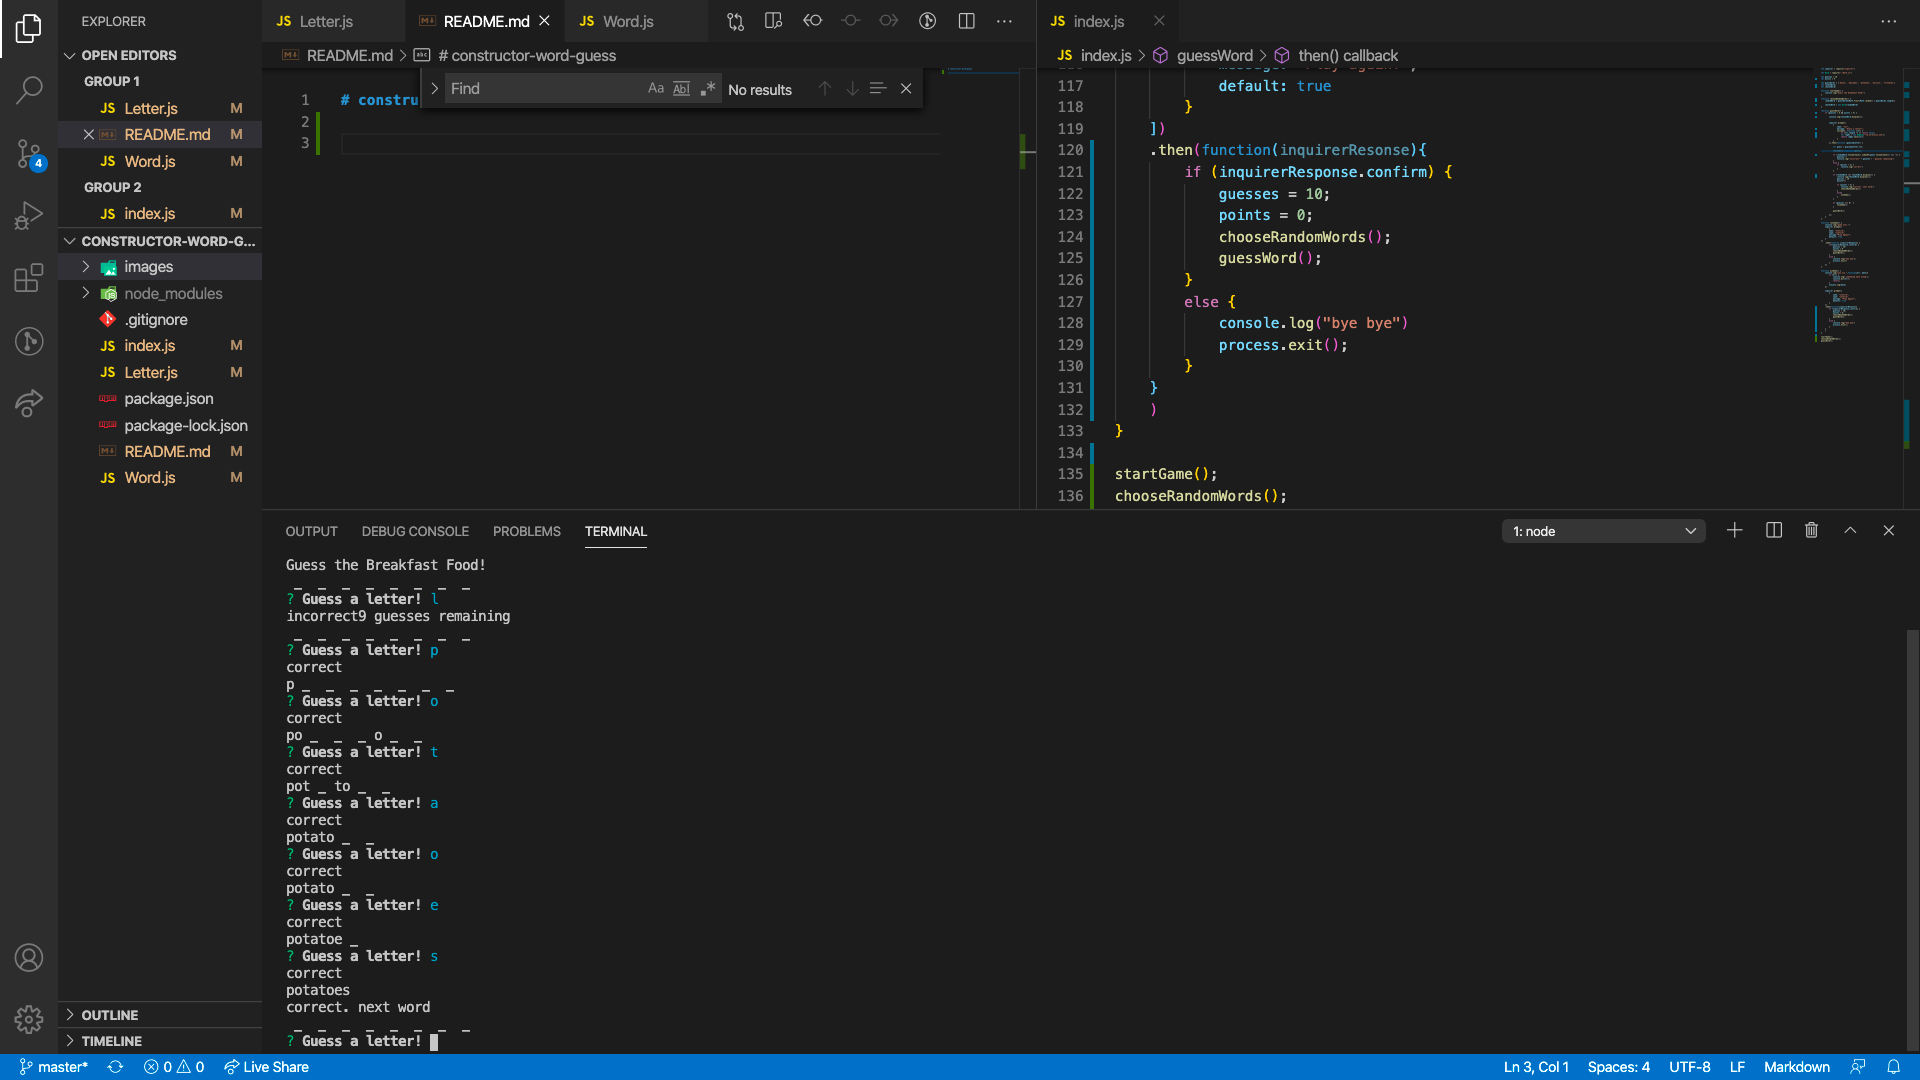 EXPLORER
OPEN EDITORS
GROUP 1
JS Letter.js M
README.md M
JS Word.js M
GROUP 2
JS index.js M
CONSTRUCTOR-WORD-G...
images
node_modules
.gitignore
JS index.js M
JS Letter.js M
package.json
package-lock.json
README.md M
JS Word.js M
OUTLINE
TIMELINE
4
JS Letter.js
README.md
JS Word.js
README.md > # constructor-word-guess
Find
Aa Abl .*
No results
1 # constru
2
3
JS index.js
JS index.js > guessWord > then() callback
117 default: true
118 }
119 ])
120 .then(function(inquirerResonse){
121 if (inquirerResponse.confirm) {
122 guesses = 10;
123 points = 0;
124 chooseRandomWords();
125 guessWord();
126 }
127 else {
128 console.log("bye bye")
129 process.exit();
130 }
131 }
132 )
133 }
134
135 startGame();
136 chooseRandomWords();
OUTPUT DEBUG CONSOLE PROBLEMS TERMINAL
1: node
Guess the Breakfast Food!
_ _ _ _ _ _ _ _
? Guess a letter! l
incorrect9 guesses remaining
_ _ _ _ _ _ _ _
? Guess a letter! p
correct
p _ _ _ _ _ _ _
? Guess a letter! o
correct
po _ _ _ o _ _
? Guess a letter! t
correct
pot _ to _ _
? Guess a letter! a
correct
potato _ _
? Guess a letter! o
correct
potato _ _
? Guess a letter! e
correct
potatoe _
? Guess a letter! s
correct
potatoes
correct. next word
_ _ _ _ _ _ _ _
? Guess a letter!
master* 0 0 Live Share
Ln 3, Col 1 Spaces: 4 UTF-8 LF Markdown